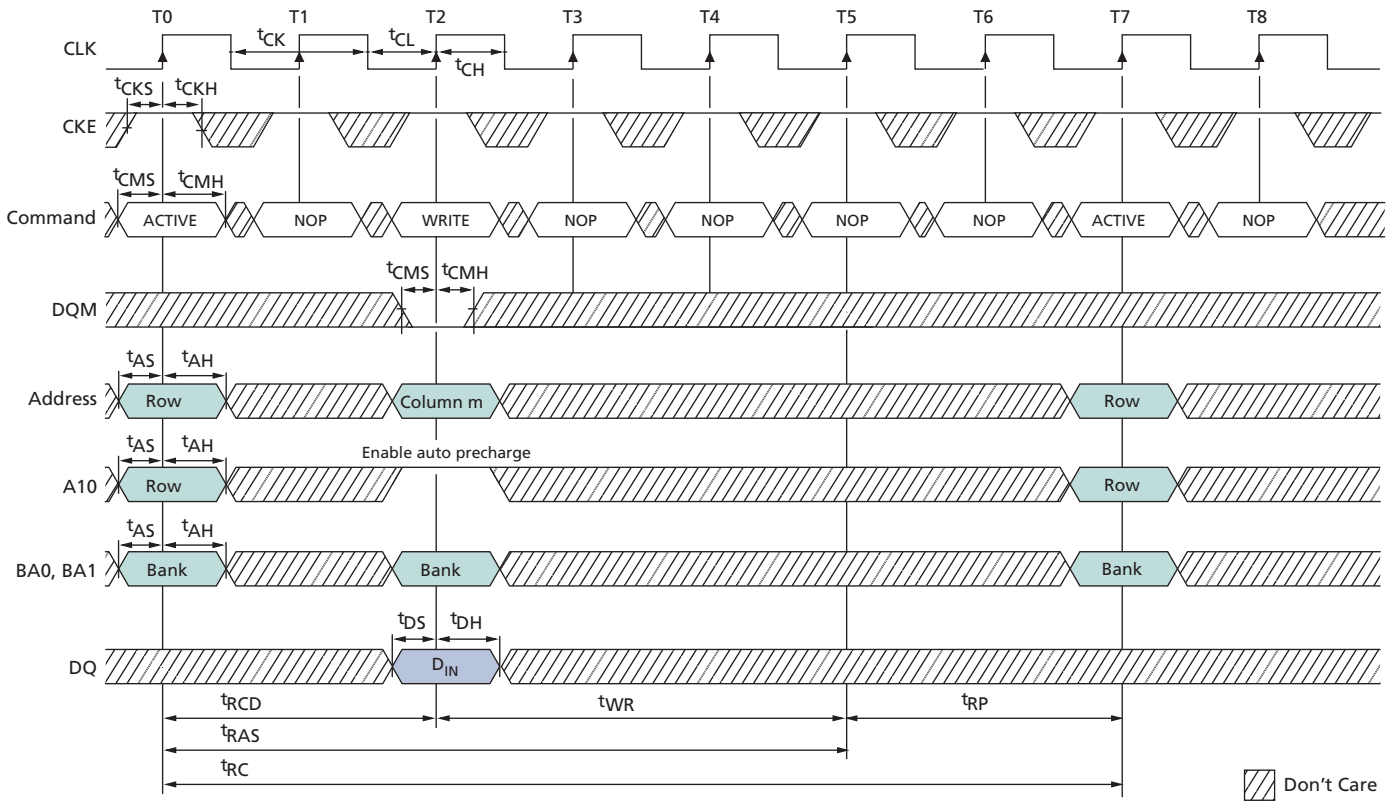 T0 T1 T2 T3 T4 T5 T6 T7 T8
CLK
tCK tCL
tCH
tCKS tCKH
CKE
tCMS tCMH
Command ACTIVE NOP WRITE NOP NOP NOP NOP ACTIVE NOP
tCMS tCMH
DQM
tAS tAH
Address Row Column m Row
tAS tAH Enable auto precharge
A10 Row Row
tAS tAH
BA0, BA1 Bank Bank Bank
tDS tDH
DQ DIN
tRCD tWR tRP
tRAS
tRC
Don't Care